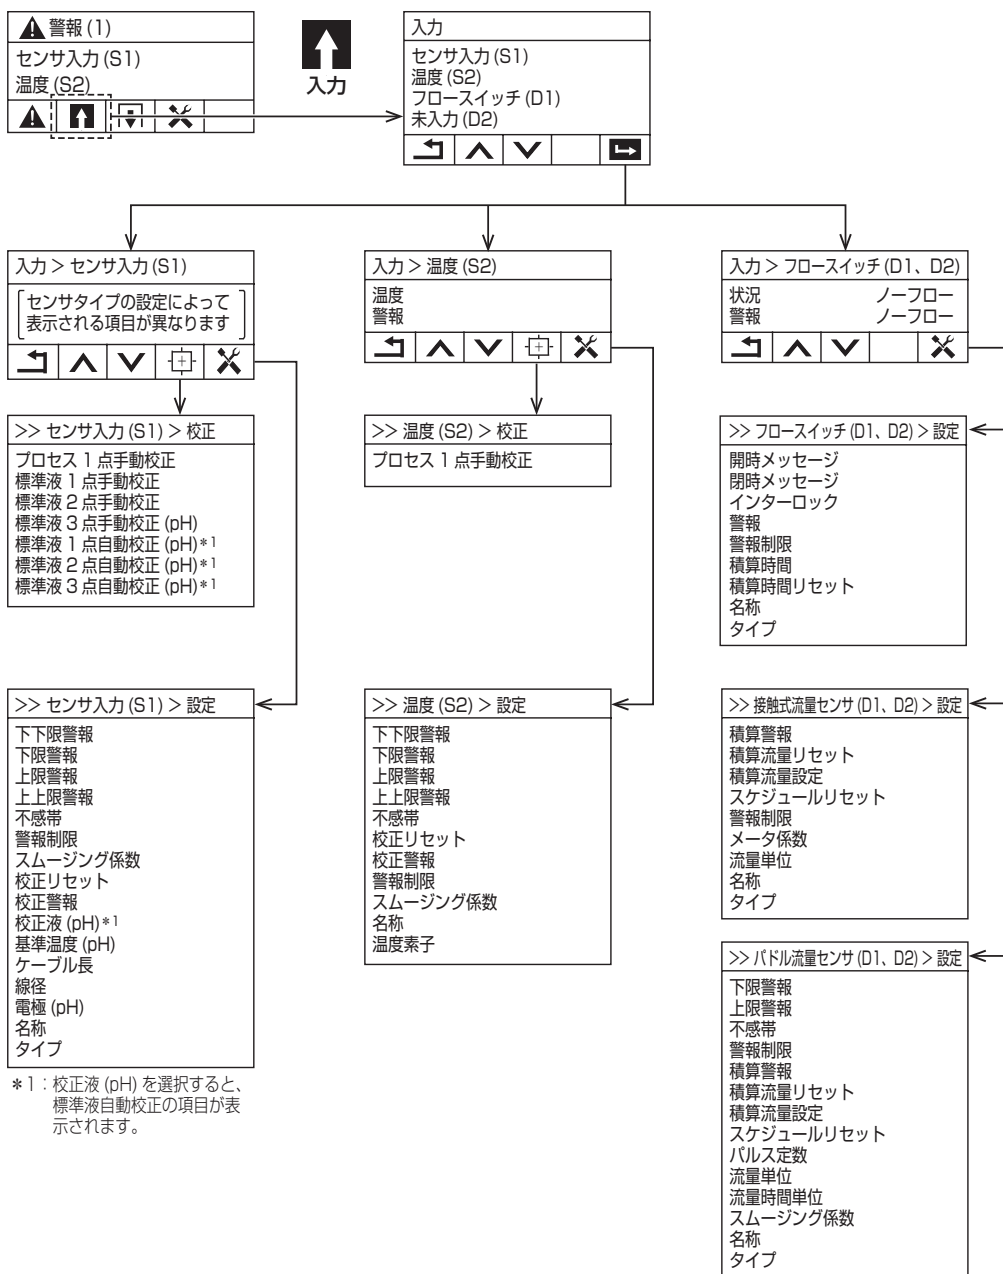 警報 (1)
センサ入力 (S1)
温度 (S2)
入力
入力
センサ入力 (S1)
温度 (S2)
フロースイッチ (D1)
未入力 (D2)
入力 > センサ入力 (S1)
センサタイプの設定によって
表示される項目が異なります
入力 > 温度 (S2)
温度
警報
入力 > フロースイッチ (D1、D2)
状況 ノーフロー
警報 ノーフロー
>> センサ入力 (S1) > 校正
プロセス 1 点手動校正
標準液 1 点手動校正
標準液 2 点手動校正
標準液 3 点手動校正 (pH)
標準液 1 点自動校正 (pH)*1
標準液 2 点自動校正 (pH)*1
標準液 3 点自動校正 (pH)*1
>> 温度 (S2) > 校正
プロセス 1 点手動校正
>> フロースイッチ (D1、D2) > 設定
開時メッセージ
閉時メッセージ
インターロック
警報
警報制限
積算時間
積算時間リセット
名称
タイプ
>> センサ入力 (S1) > 設定
下下限警報
下限警報
上限警報
上上限警報
不感帯
警報制限
スムージング係数
校正リセット
校正警報
校正液 (pH)*1
基準温度 (pH)
ケーブル長
線径
電極 (pH)
名称
タイプ
*1：校正液 (pH) を選択すると、
標準液自動校正の項目が表
示されます。
>> 温度 (S2) > 設定
下下限警報
下限警報
上限警報
上上限警報
不感帯
校正リセット
校正警報
警報制限
スムージング係数
名称
温度素子
>> 接触式流量センサ (D1、D2) > 設定
積算警報
積算流量リセット
積算流量設定
スケジュールリセット
警報制限
メータ係数
流量単位
名称
タイプ
>> パドル流量センサ (D1、D2) > 設定
下限警報
上限警報
不感帯
警報制限
積算警報
積算流量リセット
積算流量設定
スケジュールリセット
パルス定数
流量単位
流量時間単位
スムージング係数
名称
タイプ